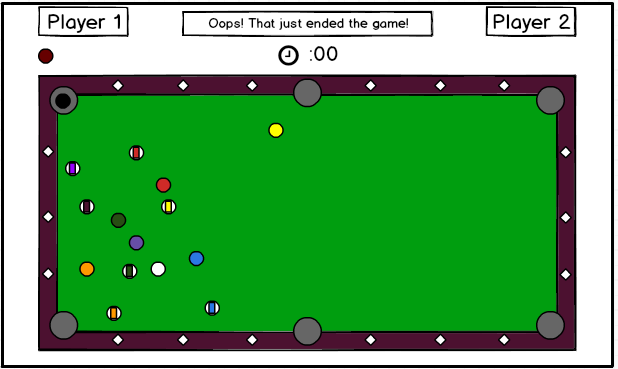 Player 1
Oops! That just ended the game!
Player 2
:00